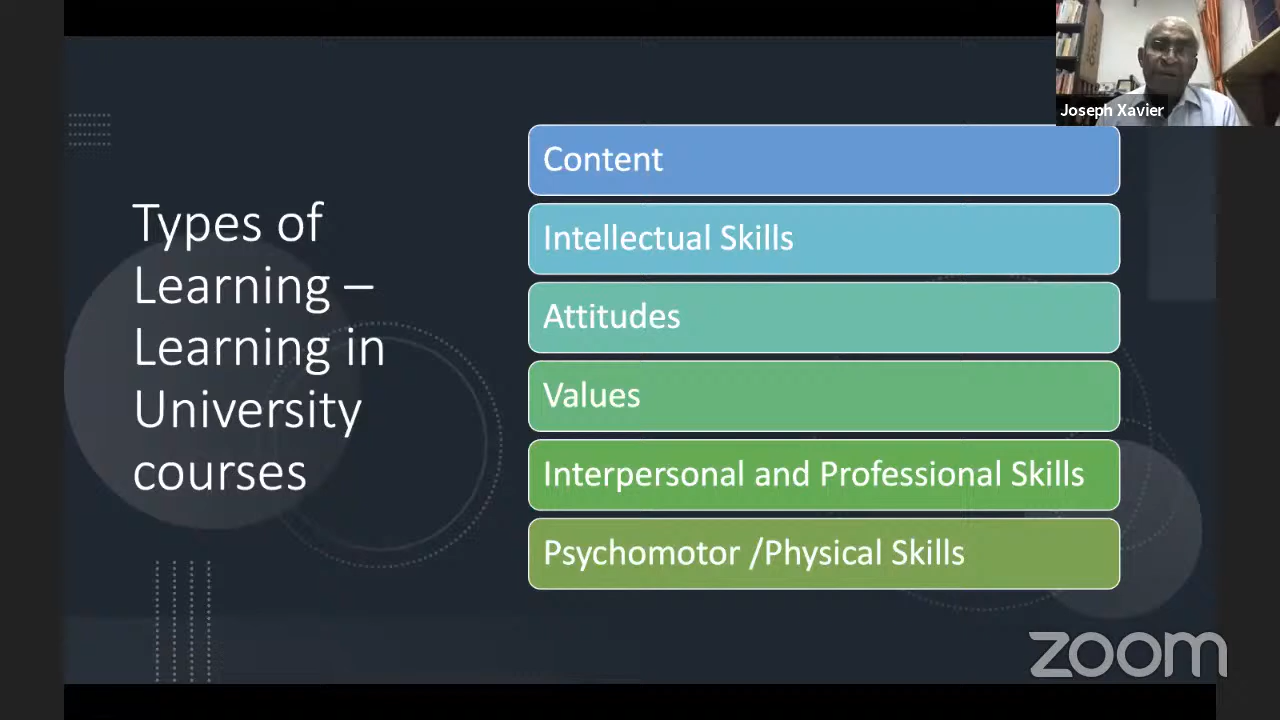 Joseph Xavier
Types of
Learning –
Learning in
University
courses
Content
Intellectual Skills
Attitudes
Values
Interpersonal and Professional Skills
Psychomotor /Physical Skills
zoom